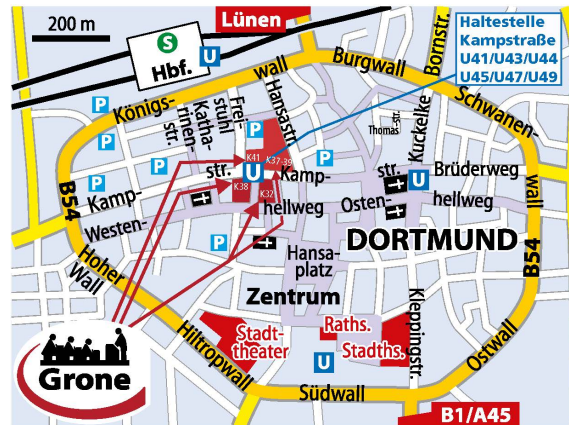 200 m
Lünen
S
Hbf.
U
Haltestelle
Kampstraße
U41/U43/U44
U45/U47/U49
Bornstr.
Burgwall
wall
Königs-
Schwanen-
wall
P
P
P
P
P
P
P
Katha-
rinen-
str.
Frei-
stuhl
Hansastr.
Thomas-
str.
Kuckelke
str.
Brüderweg
K41
K37-39
U
K38
K32
str.
Kamp-
Kamp-
hellweg
Westen-
Osten-
hellweg
U
B54
B54
DORTMUND
Hansa-
platz
Zentrum
Hoher
Wall
Hiltropwall
Stadt-
theater
Raths.
Stadths.
Kleppingstr.
Ostwall
U
Südwall
Grone
B1/A45